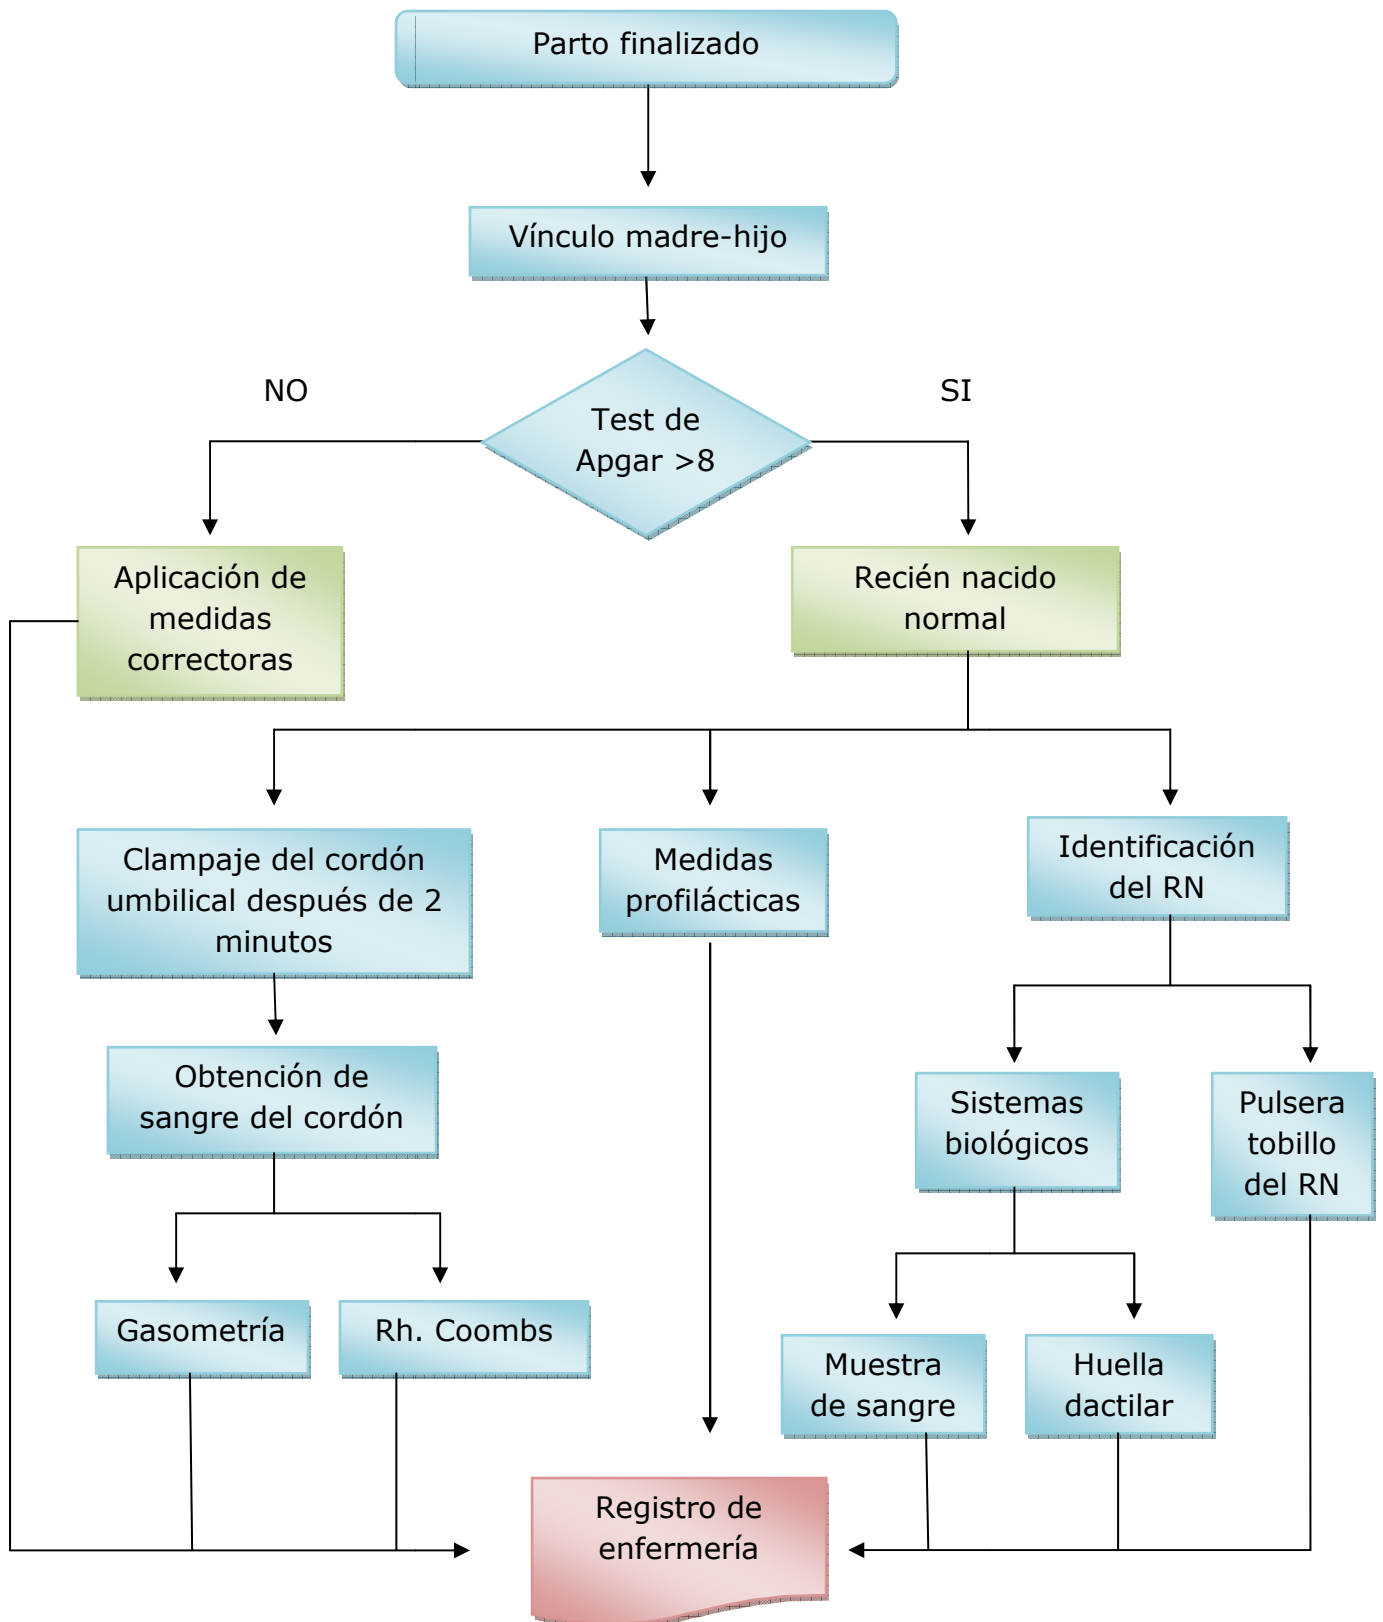 Parto finalizado
Vínculo madre-hijo
NO
SI
Test de
Apgar >8
Aplicación de
medidas
correctoras
Recién nacido
normal
Clampaje del cordón
umbilical después de 2
minutos
Medidas
profilácticas
Identificación
del RN
Obtención de
sangre del cordón
Sistemas
biológicos
Pulsera
tobillo
del RN
Gasometría
Rh. Coombs
Muestra
de sangre
Huella
dactilar
Registro de
enfermería